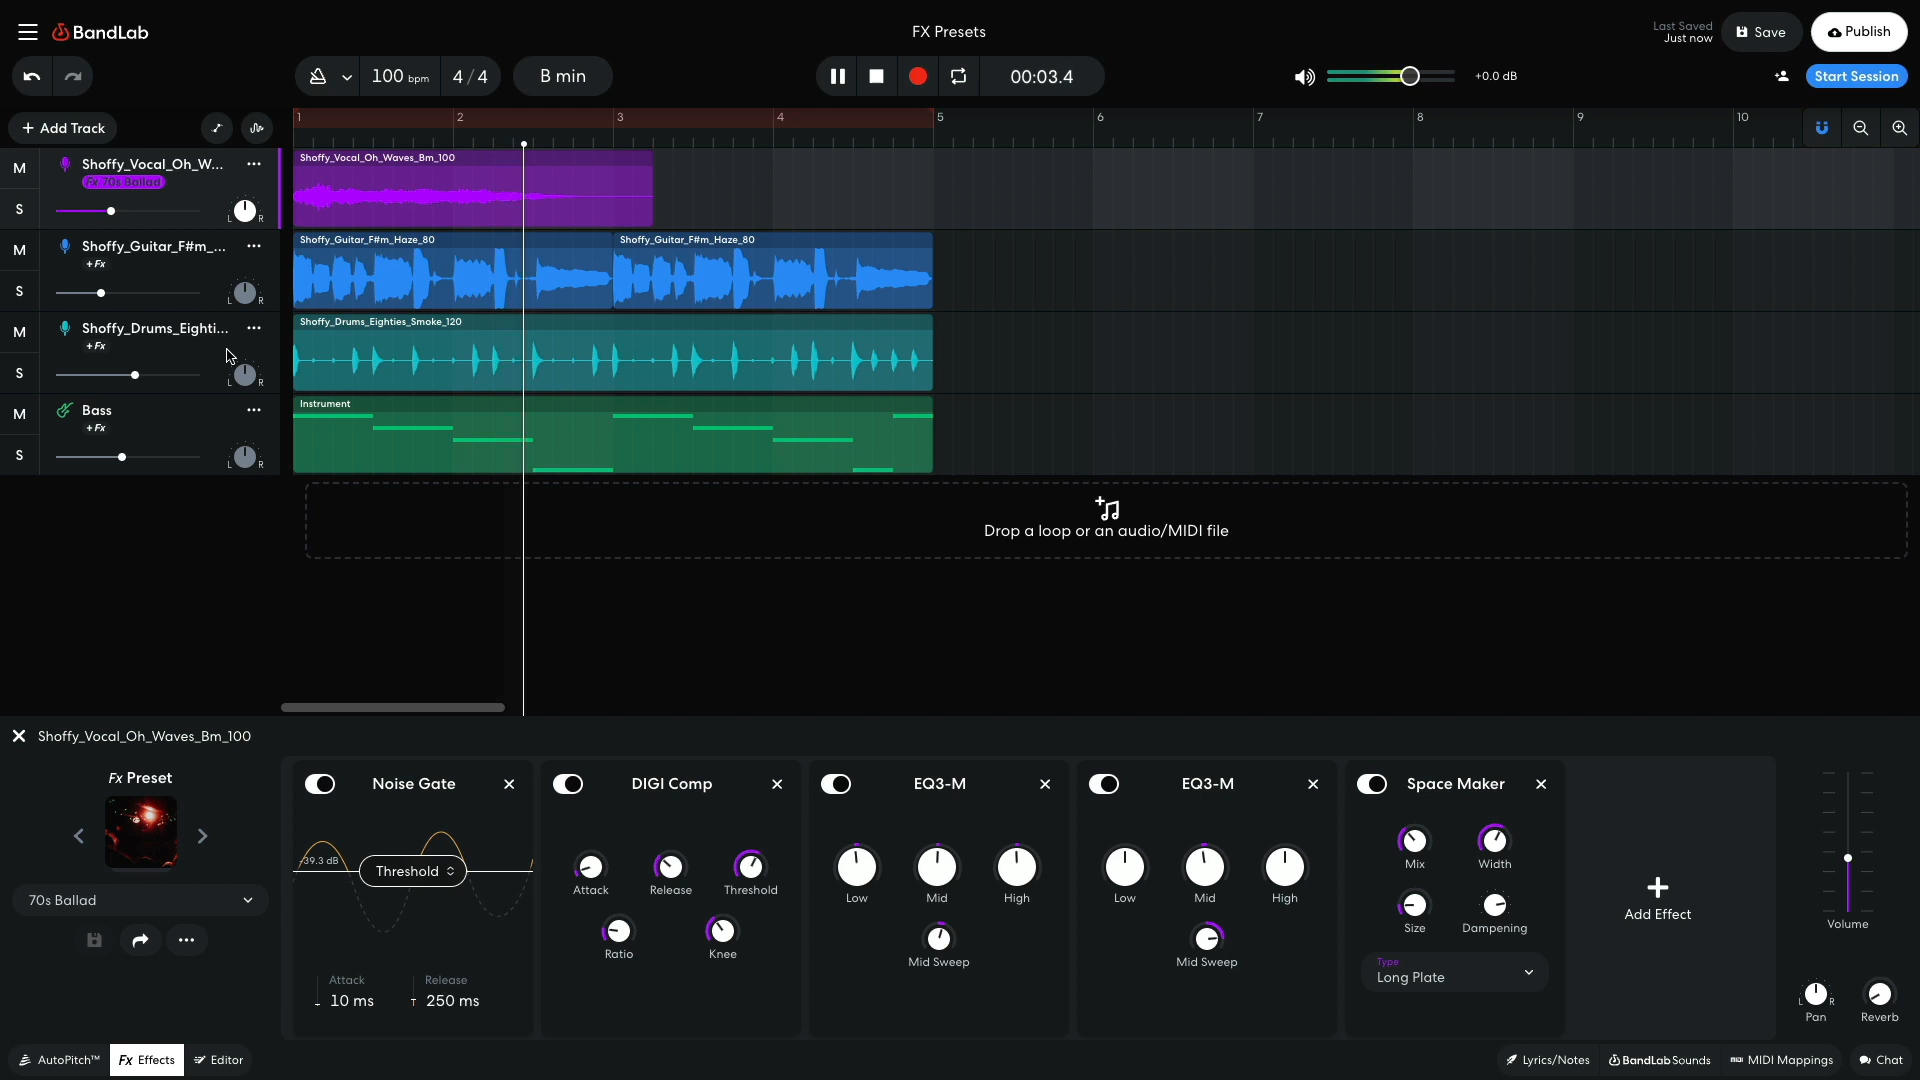 BandLab
FX Presets
Last Saved
Just now
Save
Publish
100 bpm
4/4
B min
00:03.4
+0.0 dB
Start Session
+ Add Track
1 2 3 4 5 6 7 8 9 10
M
Shoffy_Vocal_Oh_W...
Fx 70s Ballad
S
L R
Shoffy_Vocal_Oh_Waves_Bm_100
M
Shoffy_Guitar_F#m_...
+Fx
S
L R
Shoffy_Guitar_F#m_Haze_80
Shoffy_Guitar_F#m_Haze_80
M
Shoffy_Drums_Eighti...
+Fx
S
L R
Shoffy_Drums_Eighties_Smoke_120
M
Bass
+Fx
S
L R
Instrument
Drop a loop or an audio/MIDI file
Shoffy_Vocal_Oh_Waves_Bm_100
Fx Preset
70s Ballad
Noise Gate
-39.3 dB
Threshold
Attack
10 ms
Release
250 ms
DIGI Comp
Attack
Release
Threshold
Ratio
Knee
EQ3-M
Low
Mid
High
Mid Sweep
EQ3-M
Low
Mid
High
Mid Sweep
Space Maker
Mix
Width
Size
Dampening
Type
Long Plate
Add Effect
Volume
L R
Pan
Reverb
AutoPitch™
Fx Effects
Editor
Lyrics/Notes
BandLab Sounds
MIDI Mappings
Chat